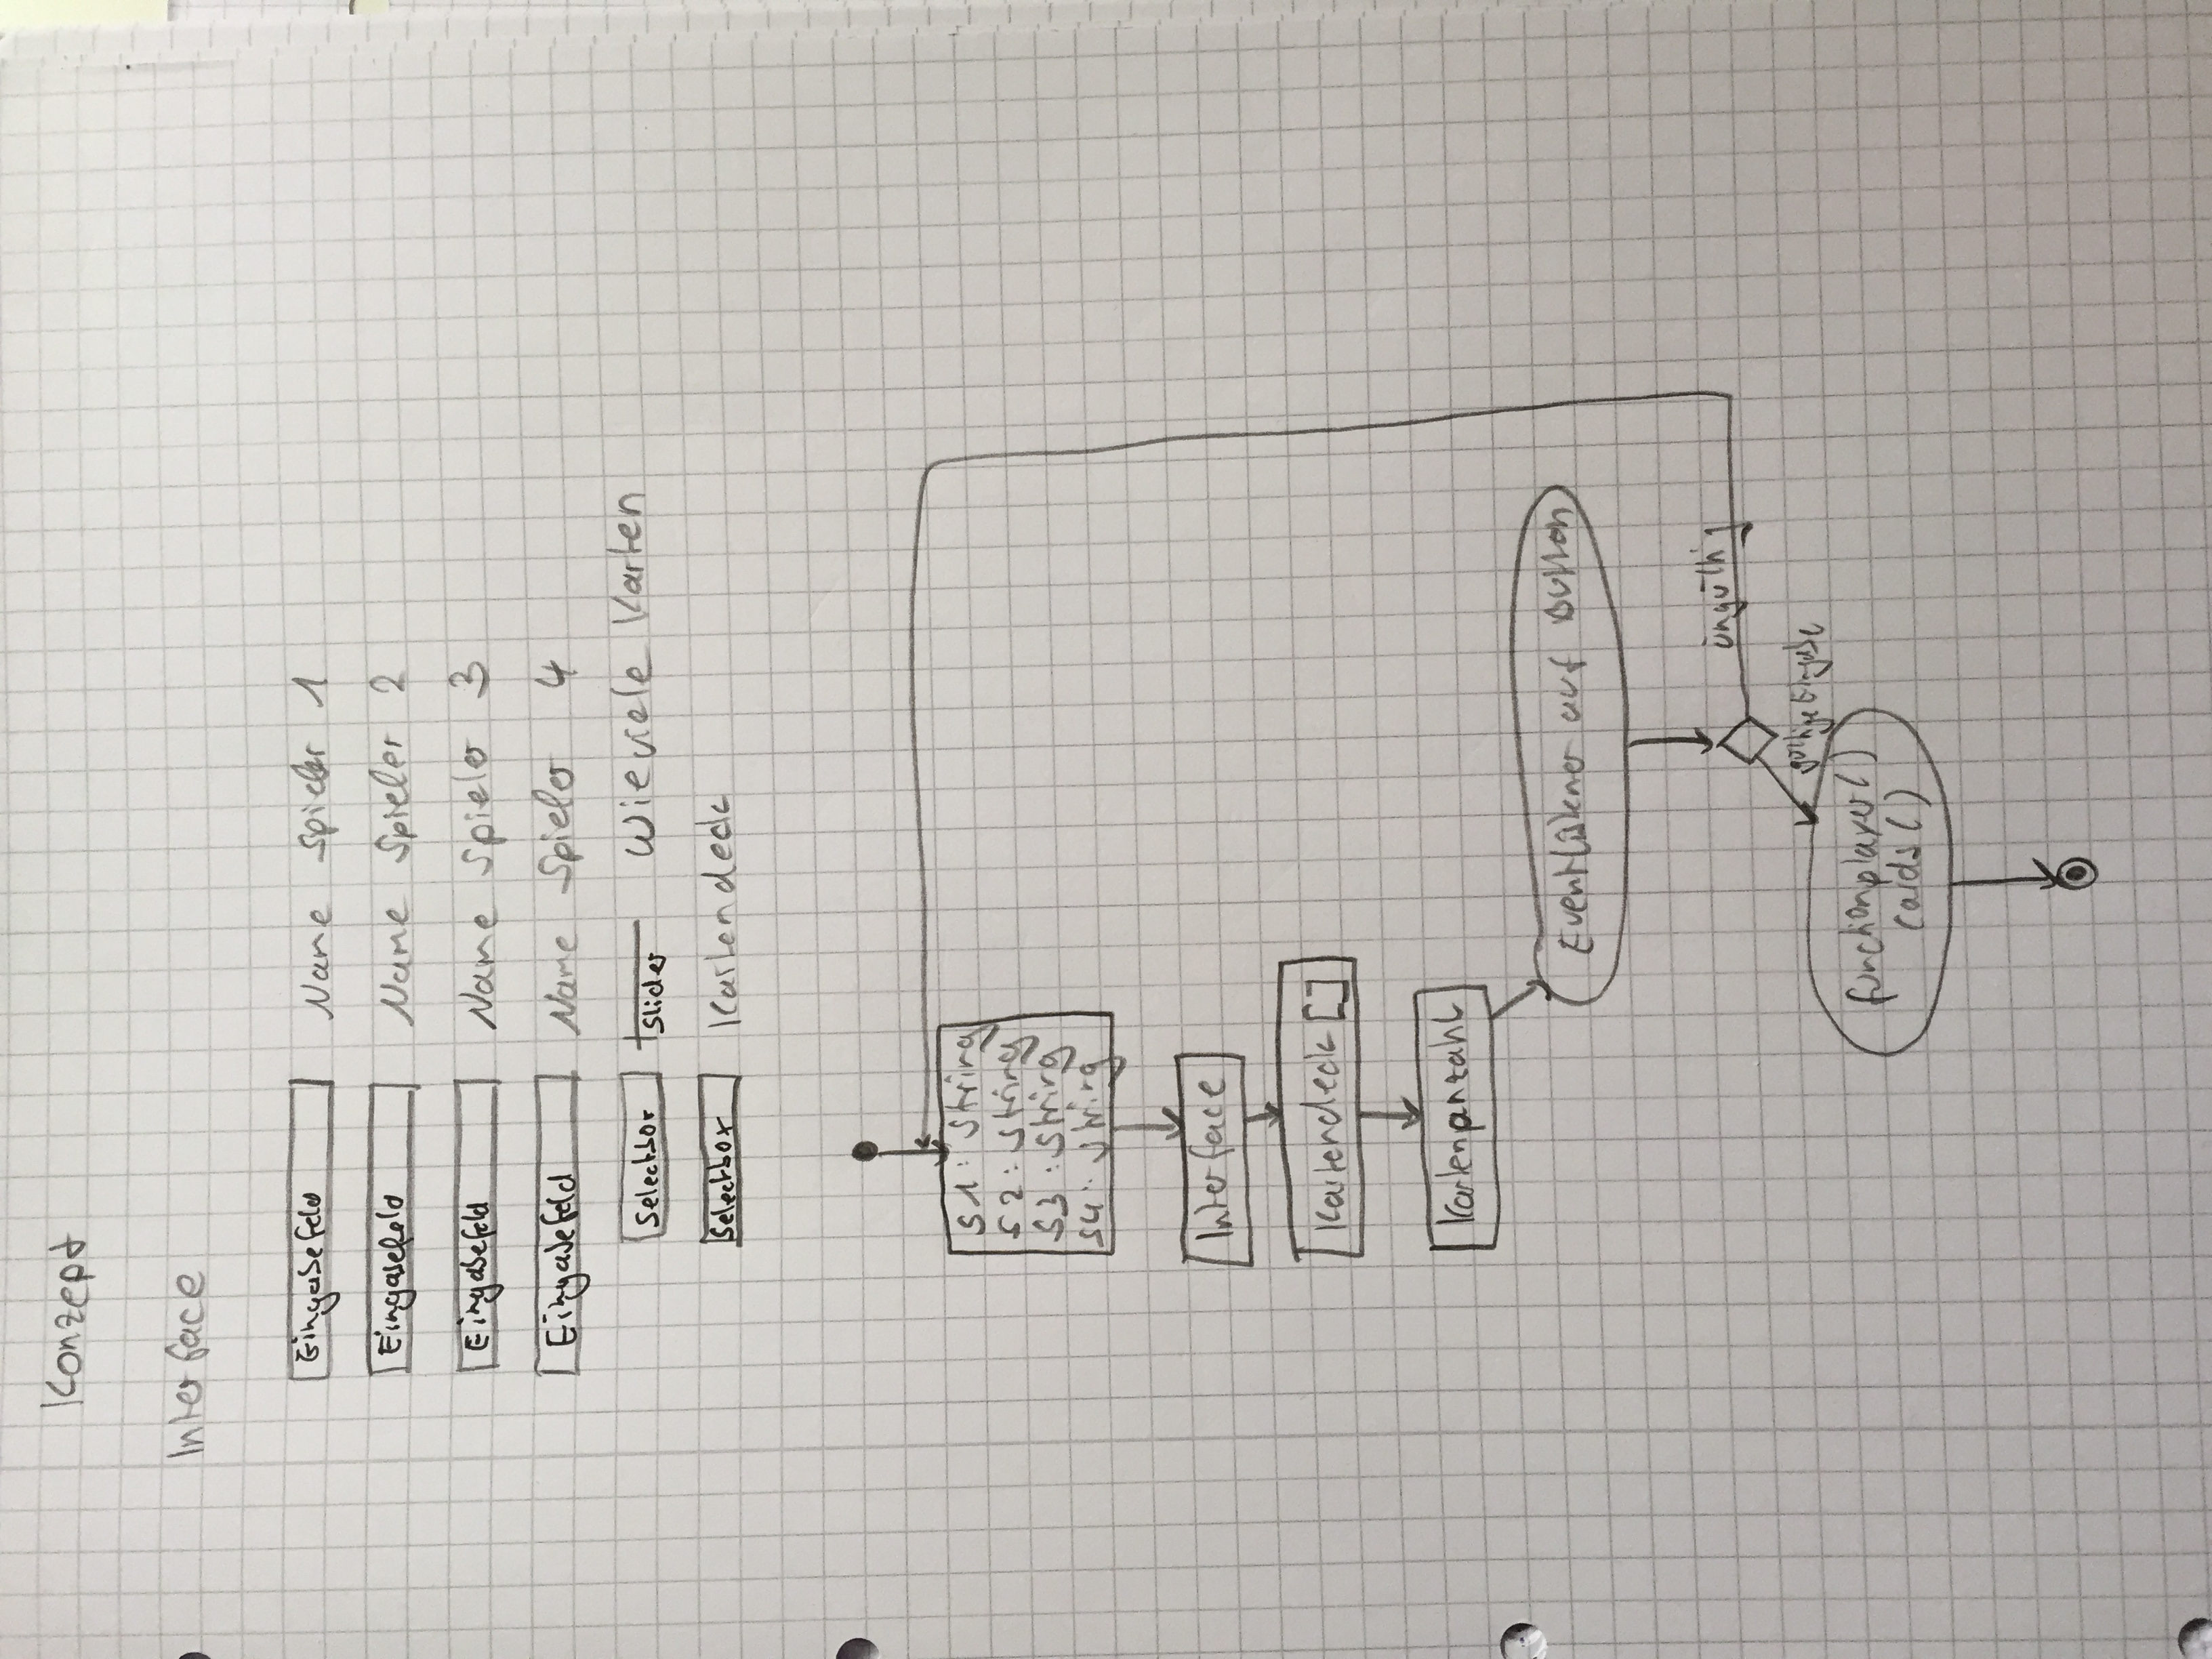 Konzept
Interface
Eingabefeld Name Spieler 1
Eingabefeld Name Spieler 2
Eingabefeld Name Spieler 3
Eingabefeld Name Spieler 4
Selectbox Slider Wieviele Karten
Selectbox Kartendeck
S1: String
S2: String
S3: String
S4: String
Interface
Kartendeck []
Kartenanzahl
Eventlistener auf Button
ungültig
gültige Eingabe
functionplayer()
cards()